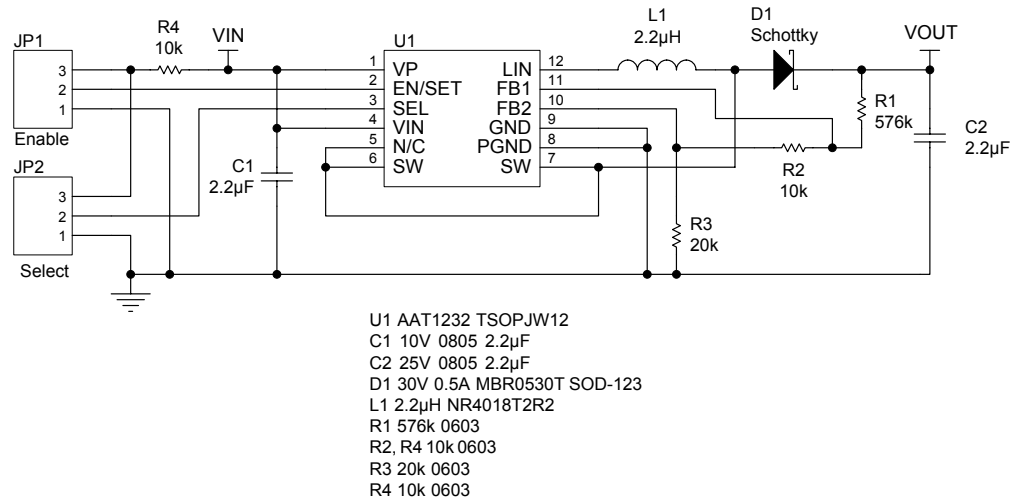 JP1
3
2
1
Enable
JP2
3
2
1
Select
R4
10k
VIN
C1
2.2µF
U1
1 VP
2 EN/SET
3 SEL
4 VIN
5 N/C
6 SW
LIN 12
FB1 11
FB2 10
GND 9
PGND 8
SW 7
L1
2.2µH
D1
Schottky
VOUT
R1
576k
R2
10k
R3
20k
C2
2.2µF
U1 AAT1232 TSOPJW12
C1 10V 0805 2.2µF
C2 25V 0805 2.2µF
D1 30V 0.5A MBR0530T SOD-123
L1 2.2µH NR4018T2R2
R1 576k 0603
R2, R4 10k 0603
R3 20k 0603
R4 10k 0603